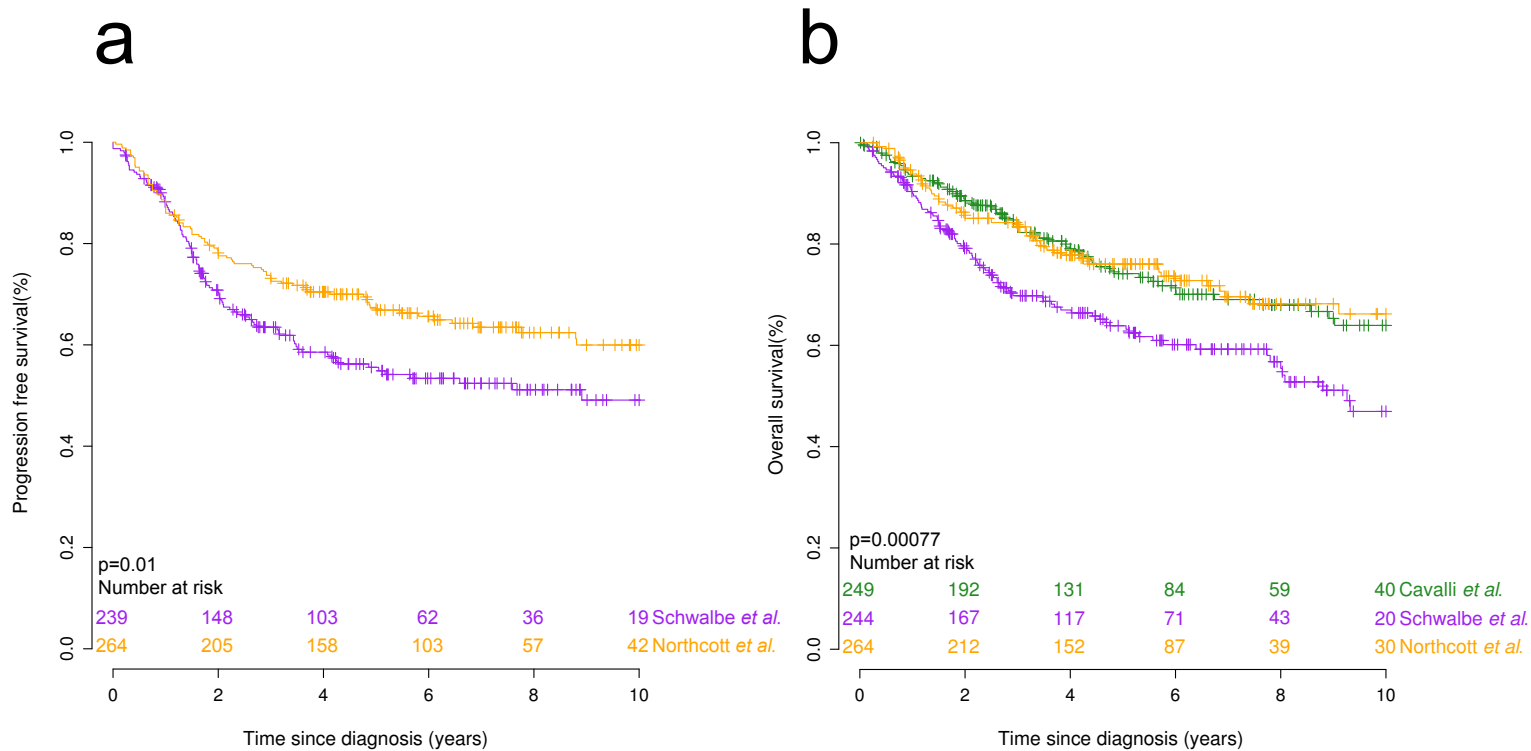 a
Progression free survival(%)
1.0
0.8
0.6
0.4
0.2
0.0
p=0.01
Number at risk
239 148 103 62 36 19 Schwalbe et al.
264 205 158 103 57 42 Northcott et al.
0 2 4 6 8 10
Time since diagnosis (years)
b
Overall survival(%)
1.0
0.8
0.6
0.4
0.2
0.0
p=0.00077
Number at risk
249 192 131 84 59 40 Cavalli et al.
244 167 117 71 43 20 Schwalbe et al.
264 212 152 87 39 30 Northcott et al.
0 2 4 6 8 10
Time since diagnosis (years)